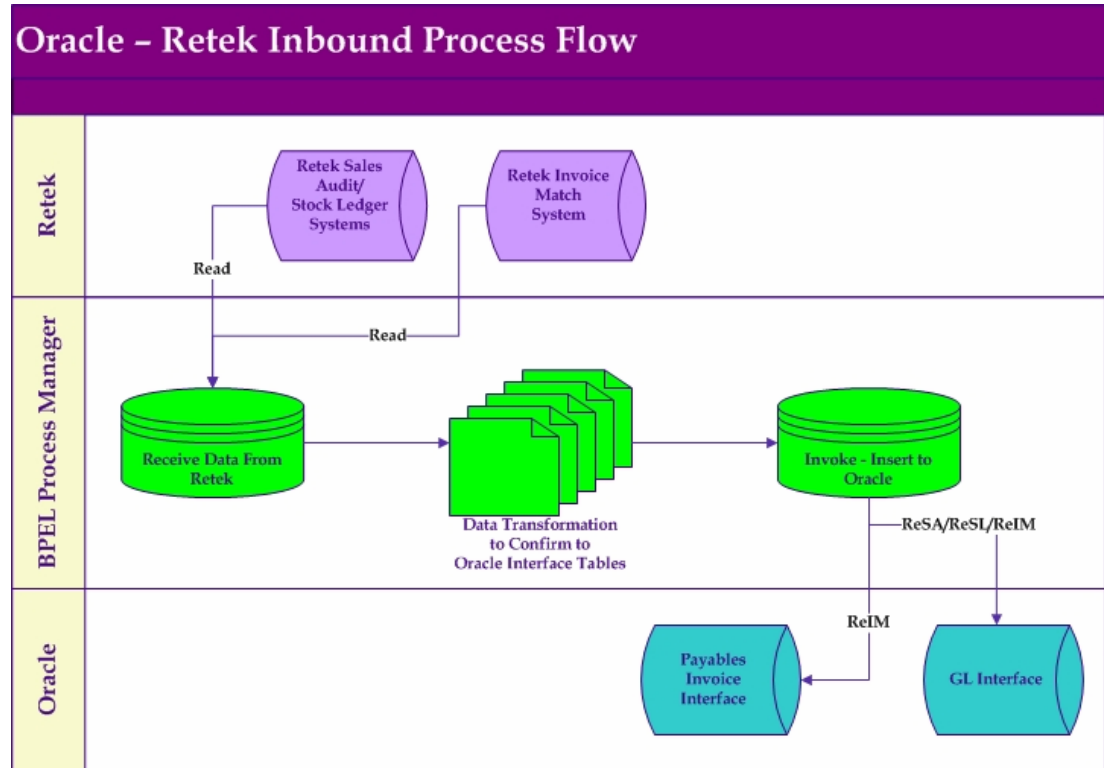 Oracle – Retek Inbound Process Flow
Retek
Retek Sales
Audit/
Stock Ledger
Systems
Retek Invoice
Match
System
Read
Read
BPEL Process Manager
Receive Data From
Retek
Data Transformation
to Confirm to
Oracle Interface Tables
Invoke - Insert to
Oracle
ReSA/ReSL/ReIM
ReIM
Oracle
Payables
Invoice
Interface
GL Interface